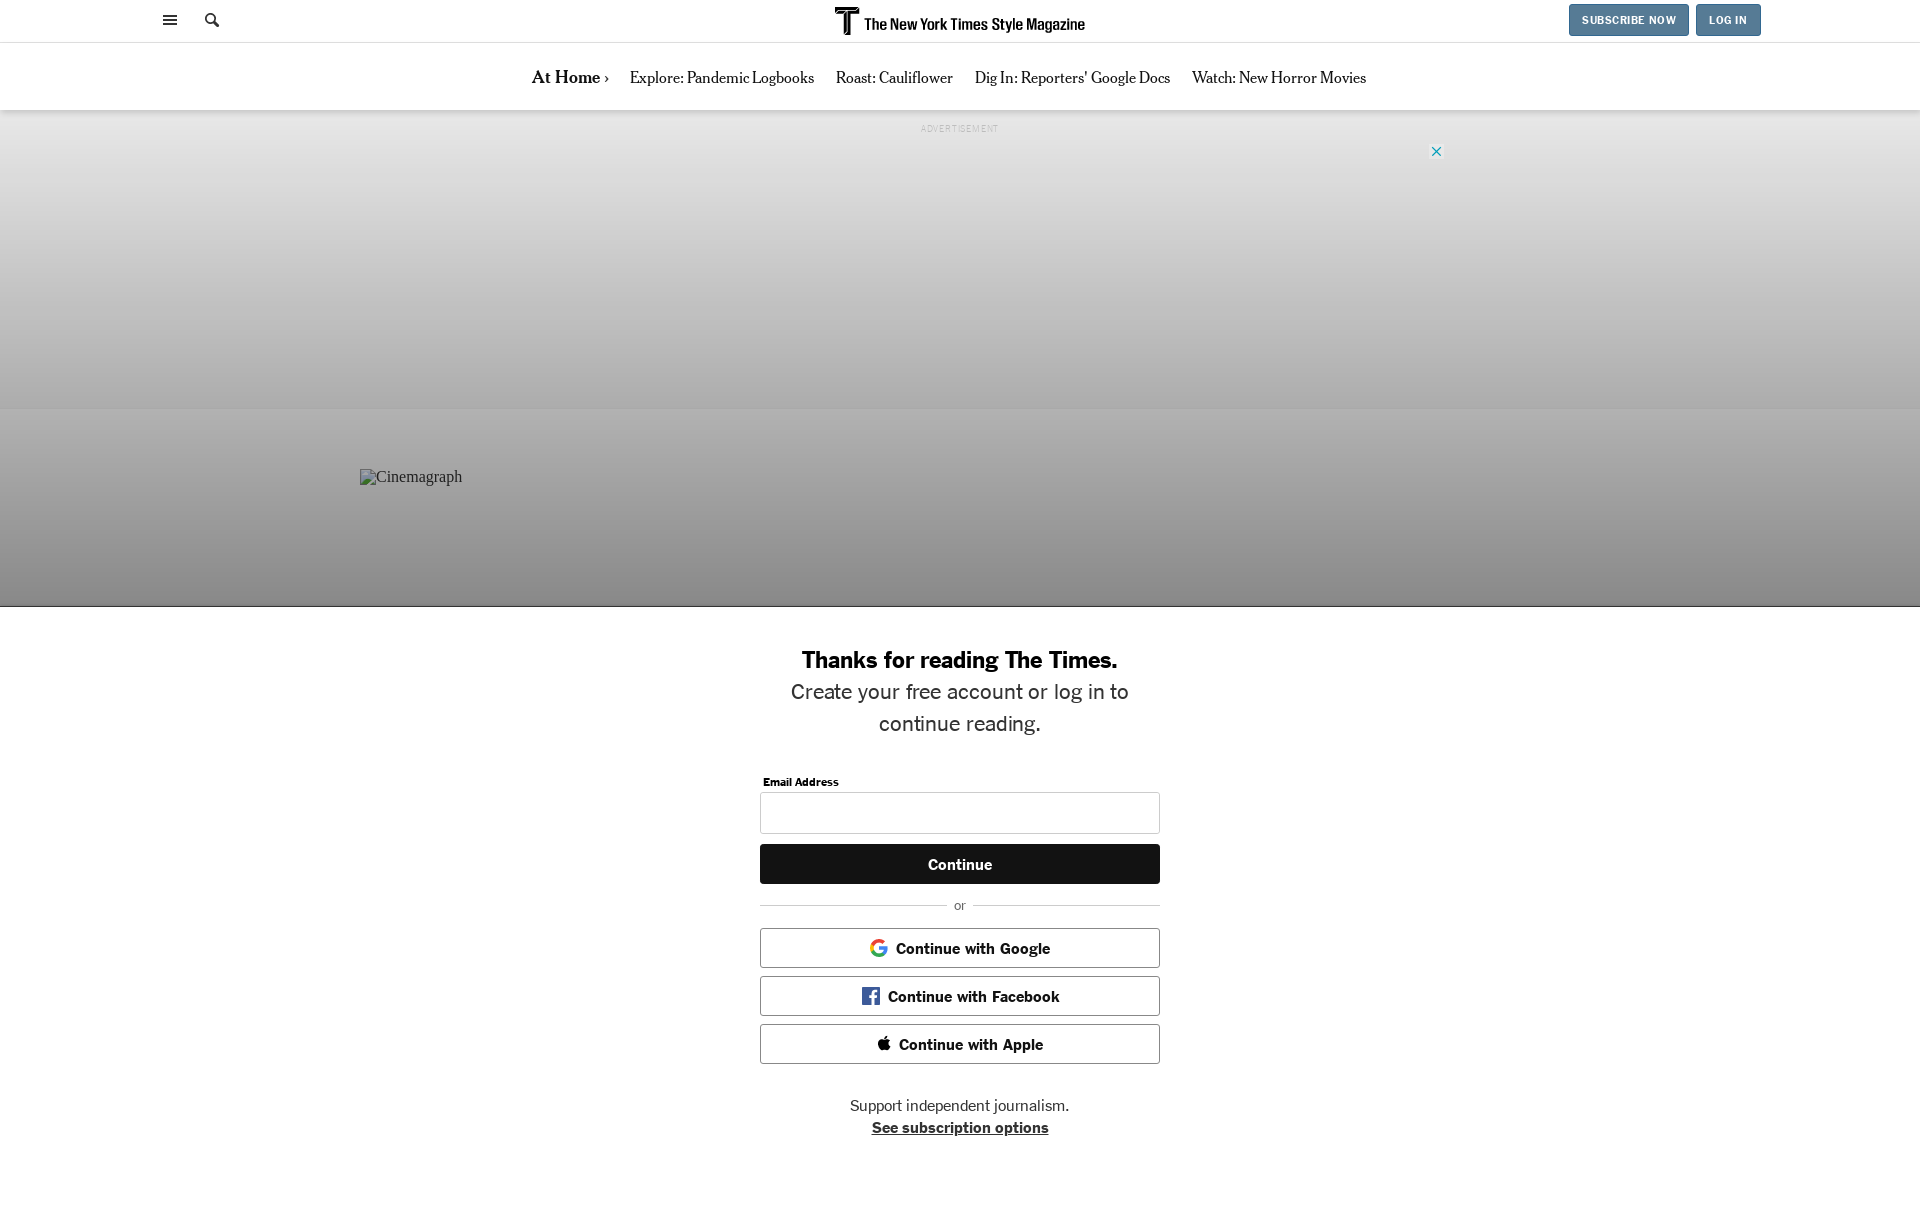 The New York Times Style Magazine
SUBSCRIBE NOW
LOG IN
At Home ›
Explore: Pandemic Logbooks
Roast: Cauliflower
Dig In: Reporters' Google Docs
Watch: New Horror Movies
ADVERTISEMENT
Cinemagraph
Thanks for reading The Times.
Create your free account or log in to
continue reading.
Email Address
Continue
or
Continue with Google
Continue with Facebook
Continue with Apple
Support independent journalism.
See subscription options